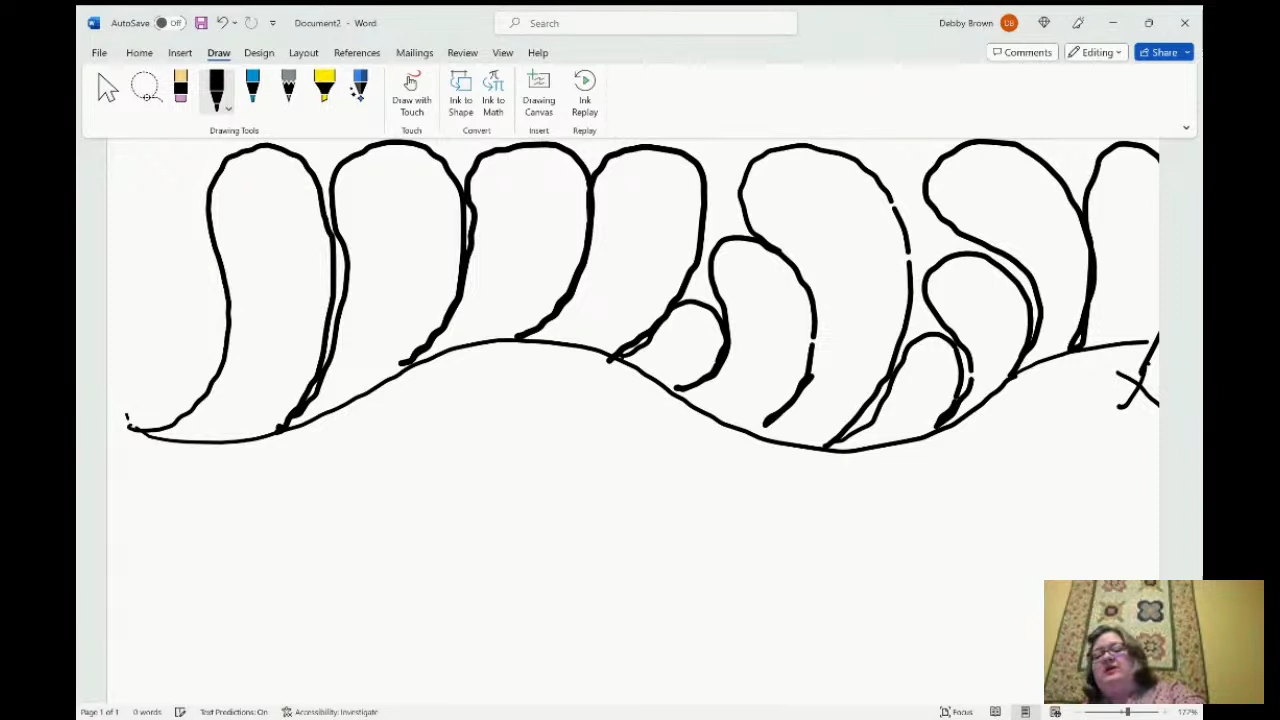 AutoSave Off Document2 - Word Search Debby Brown DB
File Home Insert Draw Design Layout References Mailings Review View Help Comments Editing Share
Draw with Touch Ink to Shape Ink to Math Drawing Canvas Ink Replay
Drawing Tools Touch Convert Insert Replay
Page 1 of 1 0 words Text Predictions: On Accessibility: Investigate Focus 177%